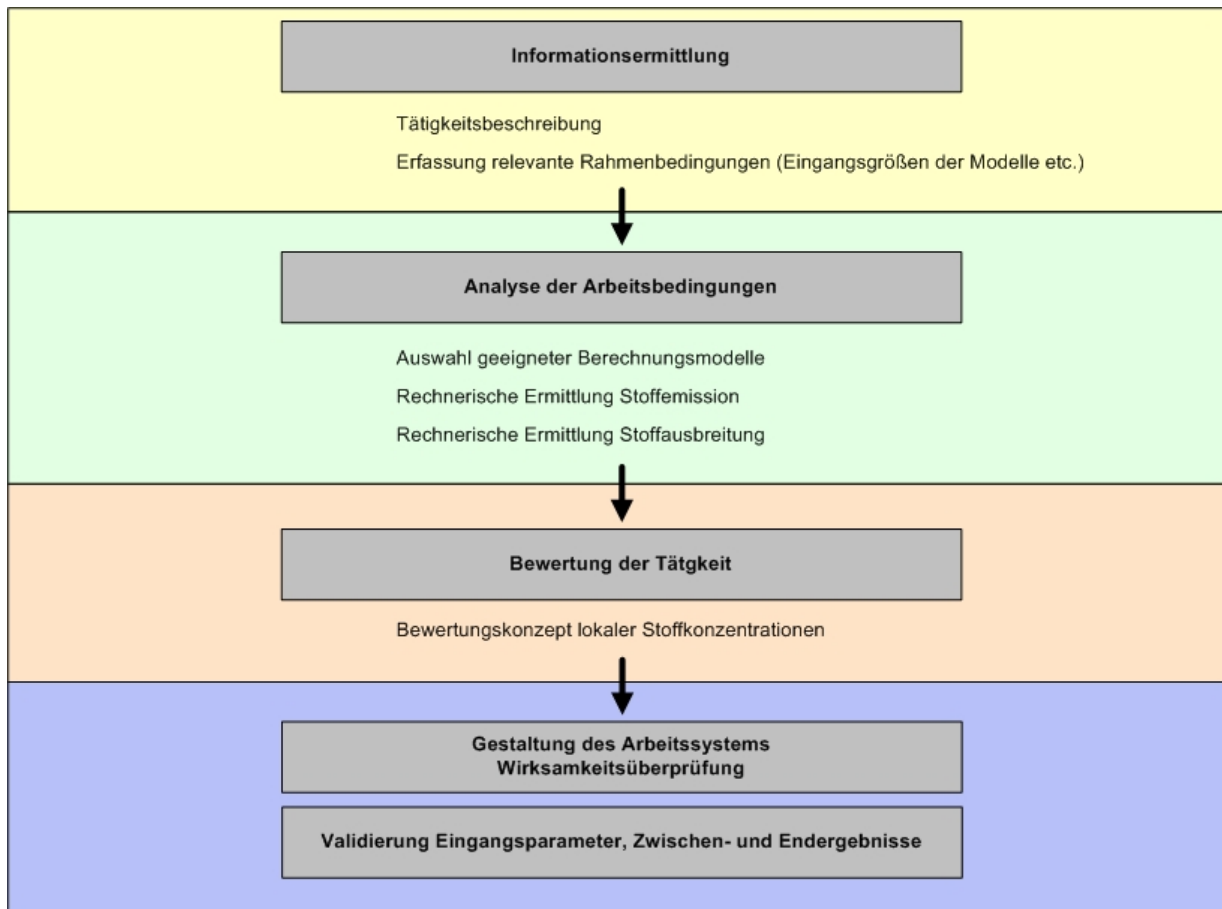 Informationsermittlung
Tätigkeitsbeschreibung
Erfassung relevante Rahmenbedingungen (Eingangsgrößen der Modelle etc.)
Analyse der Arbeitsbedingungen
Auswahl geeigneter Berechnungsmodelle
Rechnerische Ermittlung Stoffemission
Rechnerische Ermittlung Stoffausbreitung
Bewertung der Tätgkeit
Bewertungskonzept lokaler Stoffkonzentrationen
Gestaltung des Arbeitssystems
Wirksamkeitsüberprüfung
Validierung Eingangsparameter, Zwischen- und Endergebnisse